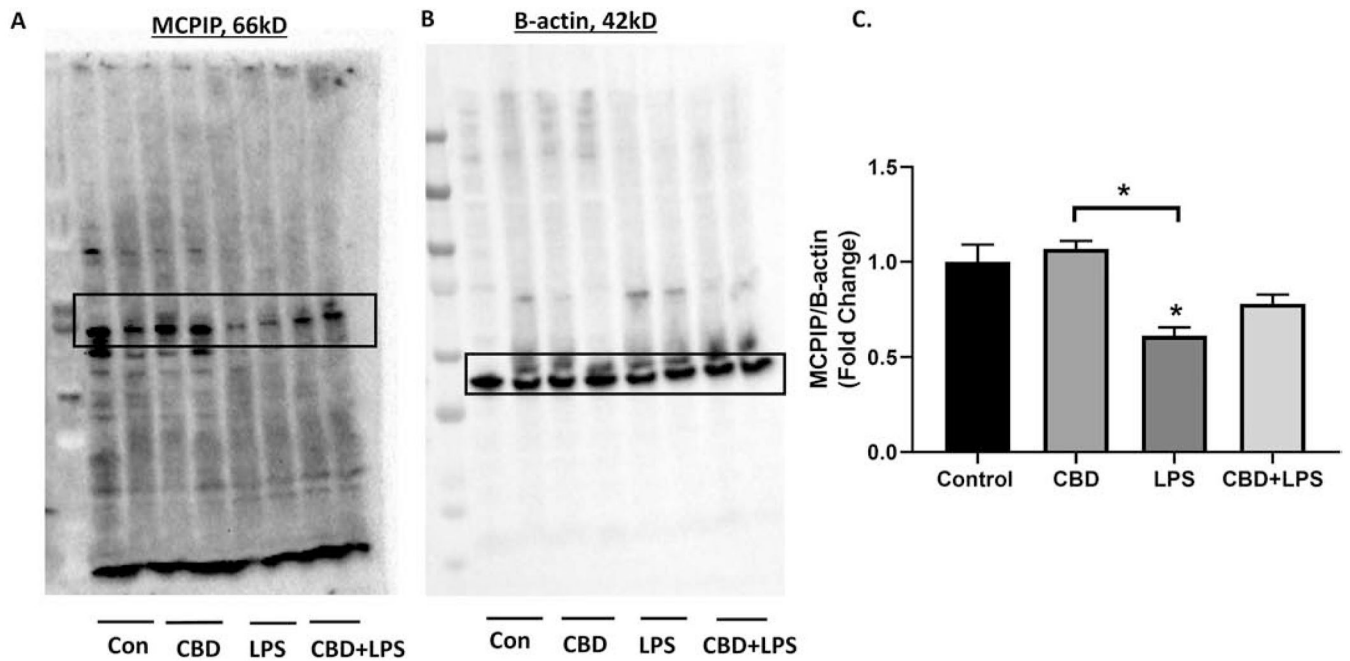 A
MCPIP, 66kD
Con
CBD
LPS
CBD+LPS
B
B-actin, 42kD
Con
CBD
LPS
CBD+LPS
C.
MCPIP/B-actin
(Fold Change)
1.5
1.0
0.5
0.0
*
*
Control
CBD
LPS
CBD+LPS